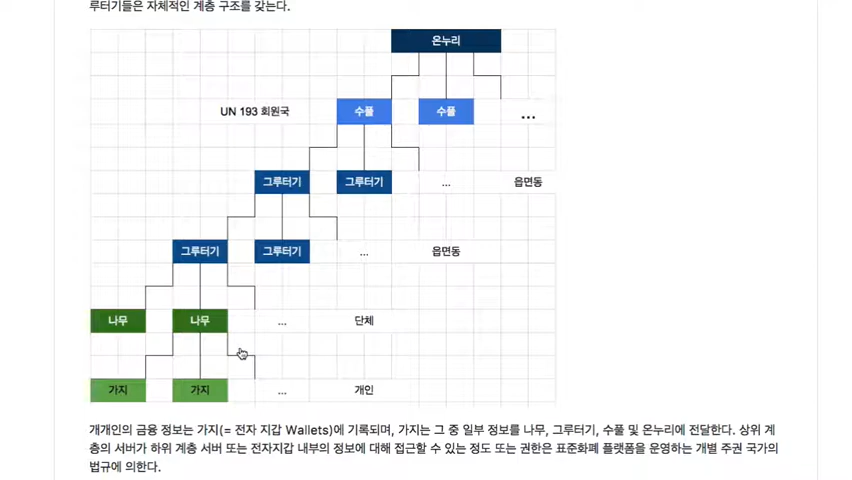 루터기들은 자체적인 계층 구조를 갖는다.
온누리
UN 193 회원국 수풀 수풀 ...
그루터기 그루터기 ... 읍면동
그루터기 그루터기 ... 읍면동
나무 나무 ... 단체
가지 가지 ... 개인
개개인의 금융 정보는 가지(= 전자 지갑 Wallets)에 기록되며, 가지는 그 중 일부 정보를 나무, 그루터기, 수풀 및 온누리에 전달한다. 상위 계
층의 서버가 하위 계층 서버 또는 전자지갑 내부의 정보에 대해 접근할 수 있는 정도 또는 권한은 표준화폐 플랫폼을 운영하는 개별 주권 국가의
법규에 의한다.